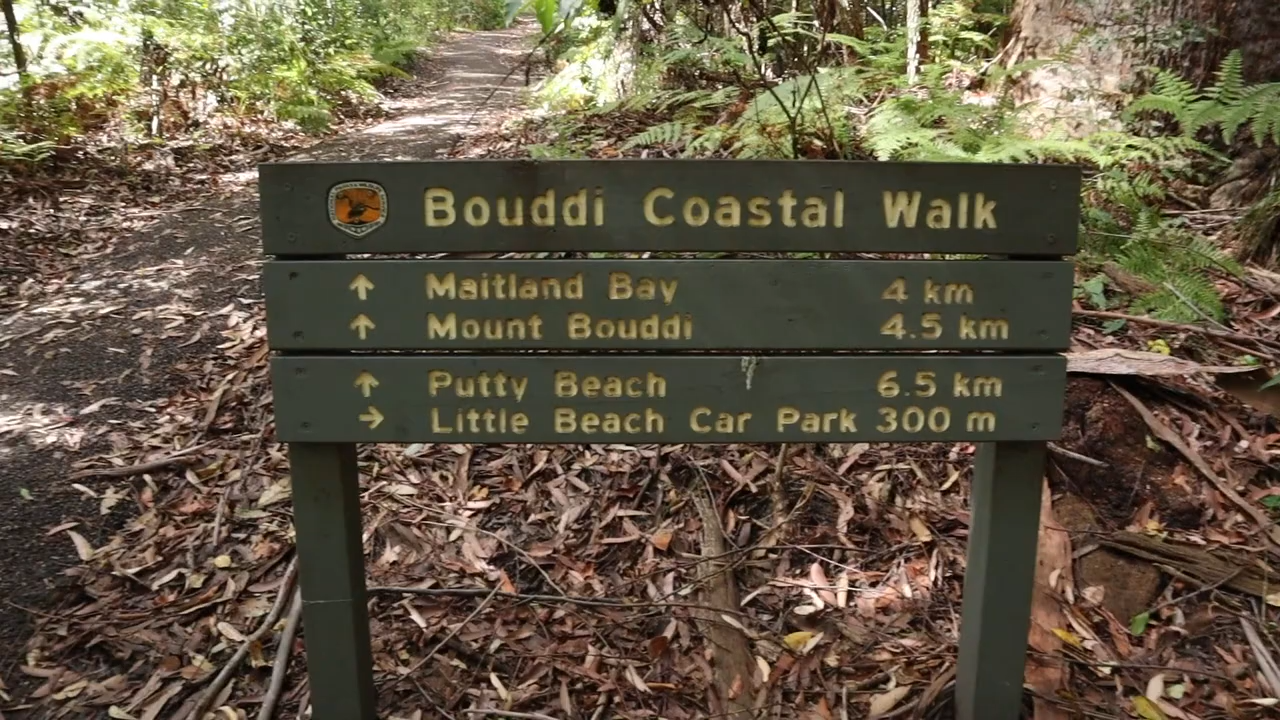 Bouddi Coastal Walk
↑ Maitland Bay 4 km
↑ Mount Bouddi 4.5 km
↑ Putty Beach 6.5 km
→ Little Beach Car Park 300 m